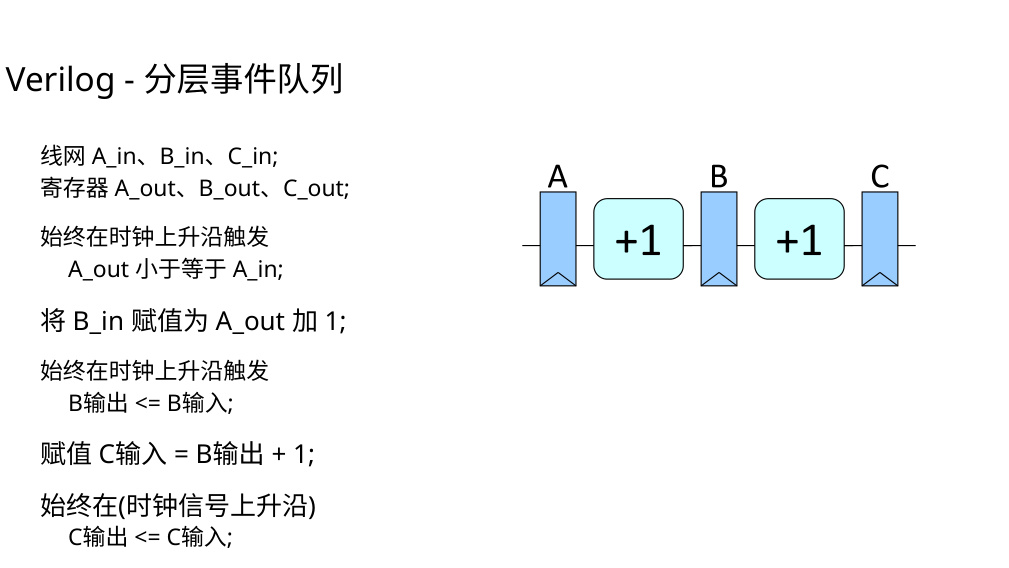 Verilog - 分层事件队列
线网 A_in、B_in、C_in;
寄存器 A_out、B_out、C_out;
始终在时钟上升沿触发
A_out 小于等于 A_in;
将 B_in 赋值为 A_out 加 1;
始终在时钟上升沿触发
B输出 <= B输入;
赋值 C输入 = B输出 + 1;
始终在(时钟信号上升沿)
C输出 <= C输入;
A
B
C
+1
+1